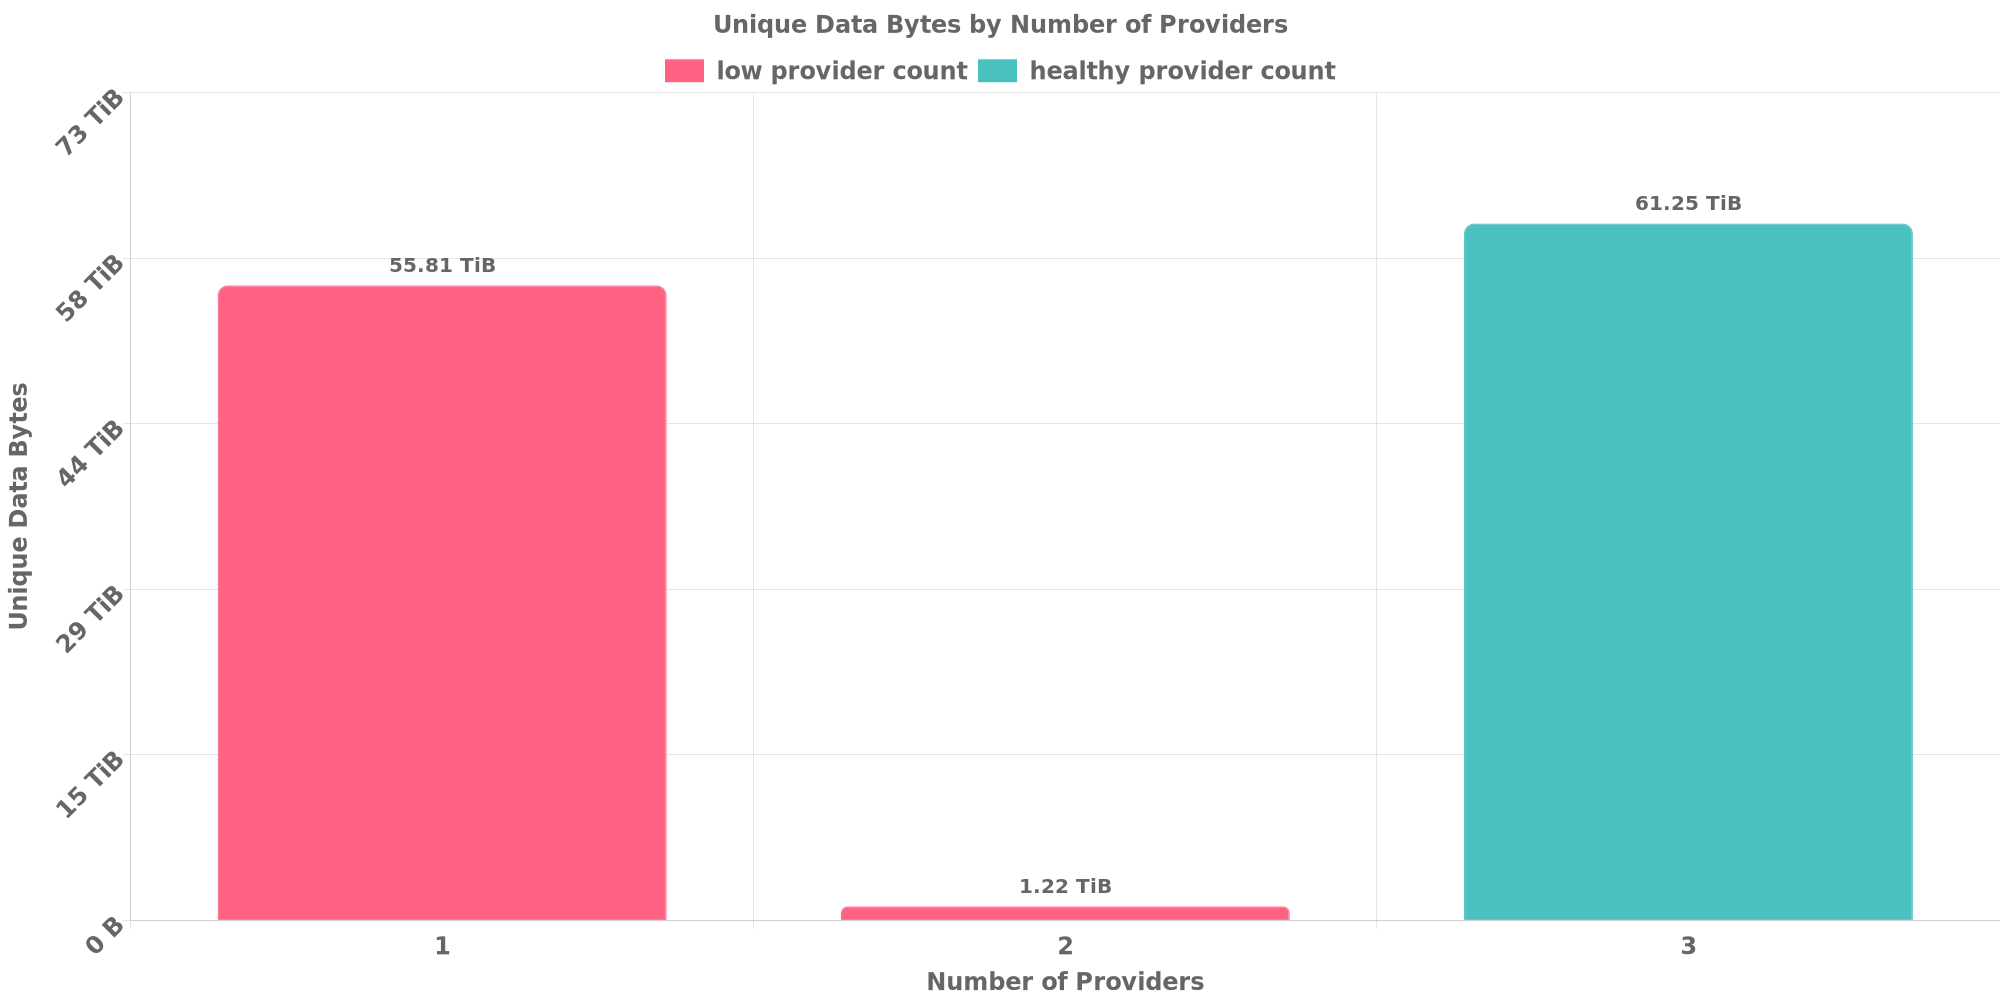 Unique Data Bytes by Number of Providers
low provider count healthy provider count
73 TiB
58 TiB
44 TiB
29 TiB
15 TiB
0 B
Unique Data Bytes
55.81 TiB
1.22 TiB
61.25 TiB
1 2 3
Number of Providers